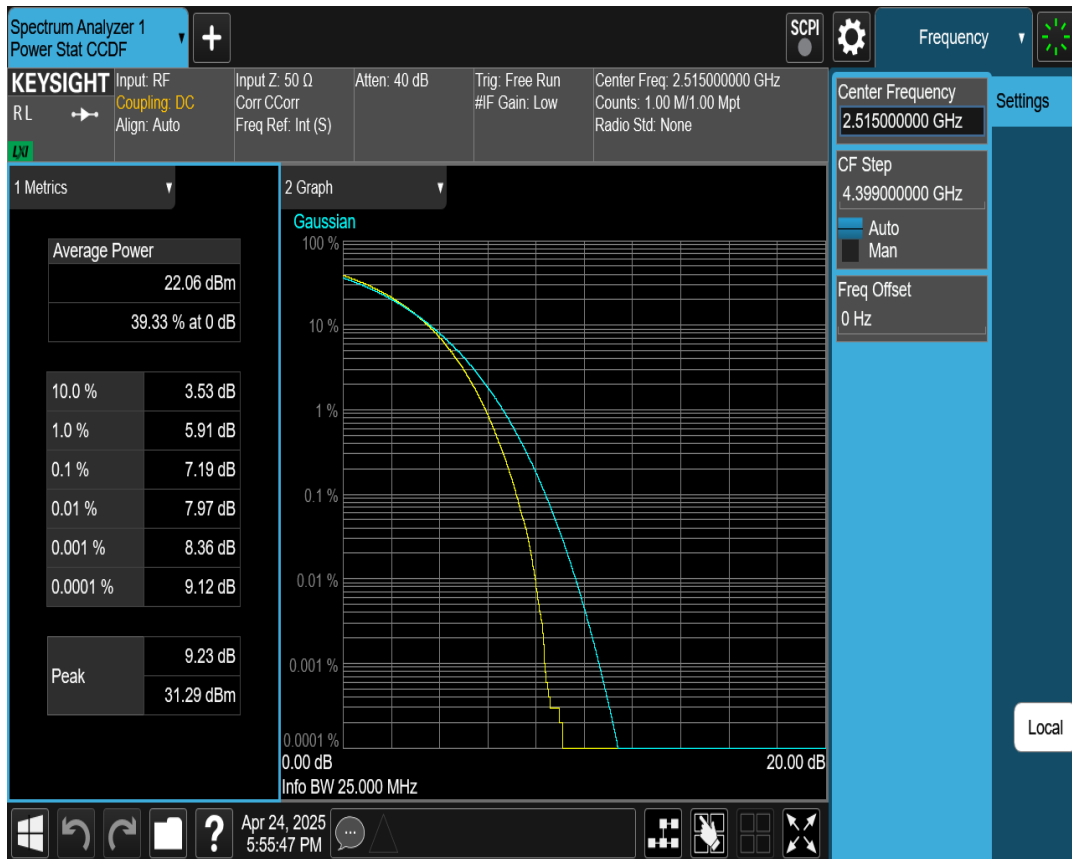 Spectrum Analyzer 1
Power Stat CCDF
+
SCPI
Frequency
KEYSIGHT
RL
LXI
Input: RF
Coupling: DC
Align: Auto
Input Z: 50 Ω
Corr CCorr
Freq Ref: Int (S)
Atten: 40 dB
Trig: Free Run
#IF Gain: Low
Center Freq: 2.515000000 GHz
Counts: 1.00 M/1.00 Mpt
Radio Std: None
Center Frequency
2.515000000 GHz
Settings
CF Step
4.399000000 GHz
Auto
Man
Freq Offset
0 Hz
Local
1 Metrics
Average Power
22.06 dBm
39.33 % at 0 dB
10.0 % 3.53 dB
1.0 % 5.91 dB
0.1 % 7.19 dB
0.01 % 7.97 dB
0.001 % 8.36 dB
0.0001 % 9.12 dB
Peak
9.23 dB
31.29 dBm
2 Graph
Gaussian
100 %
10 %
1 %
0.1 %
0.01 %
0.001 %
0.0001 %
0.00 dB
20.00 dB
Info BW 25.000 MHz
?
Apr 24, 2025
5:55:47 PM